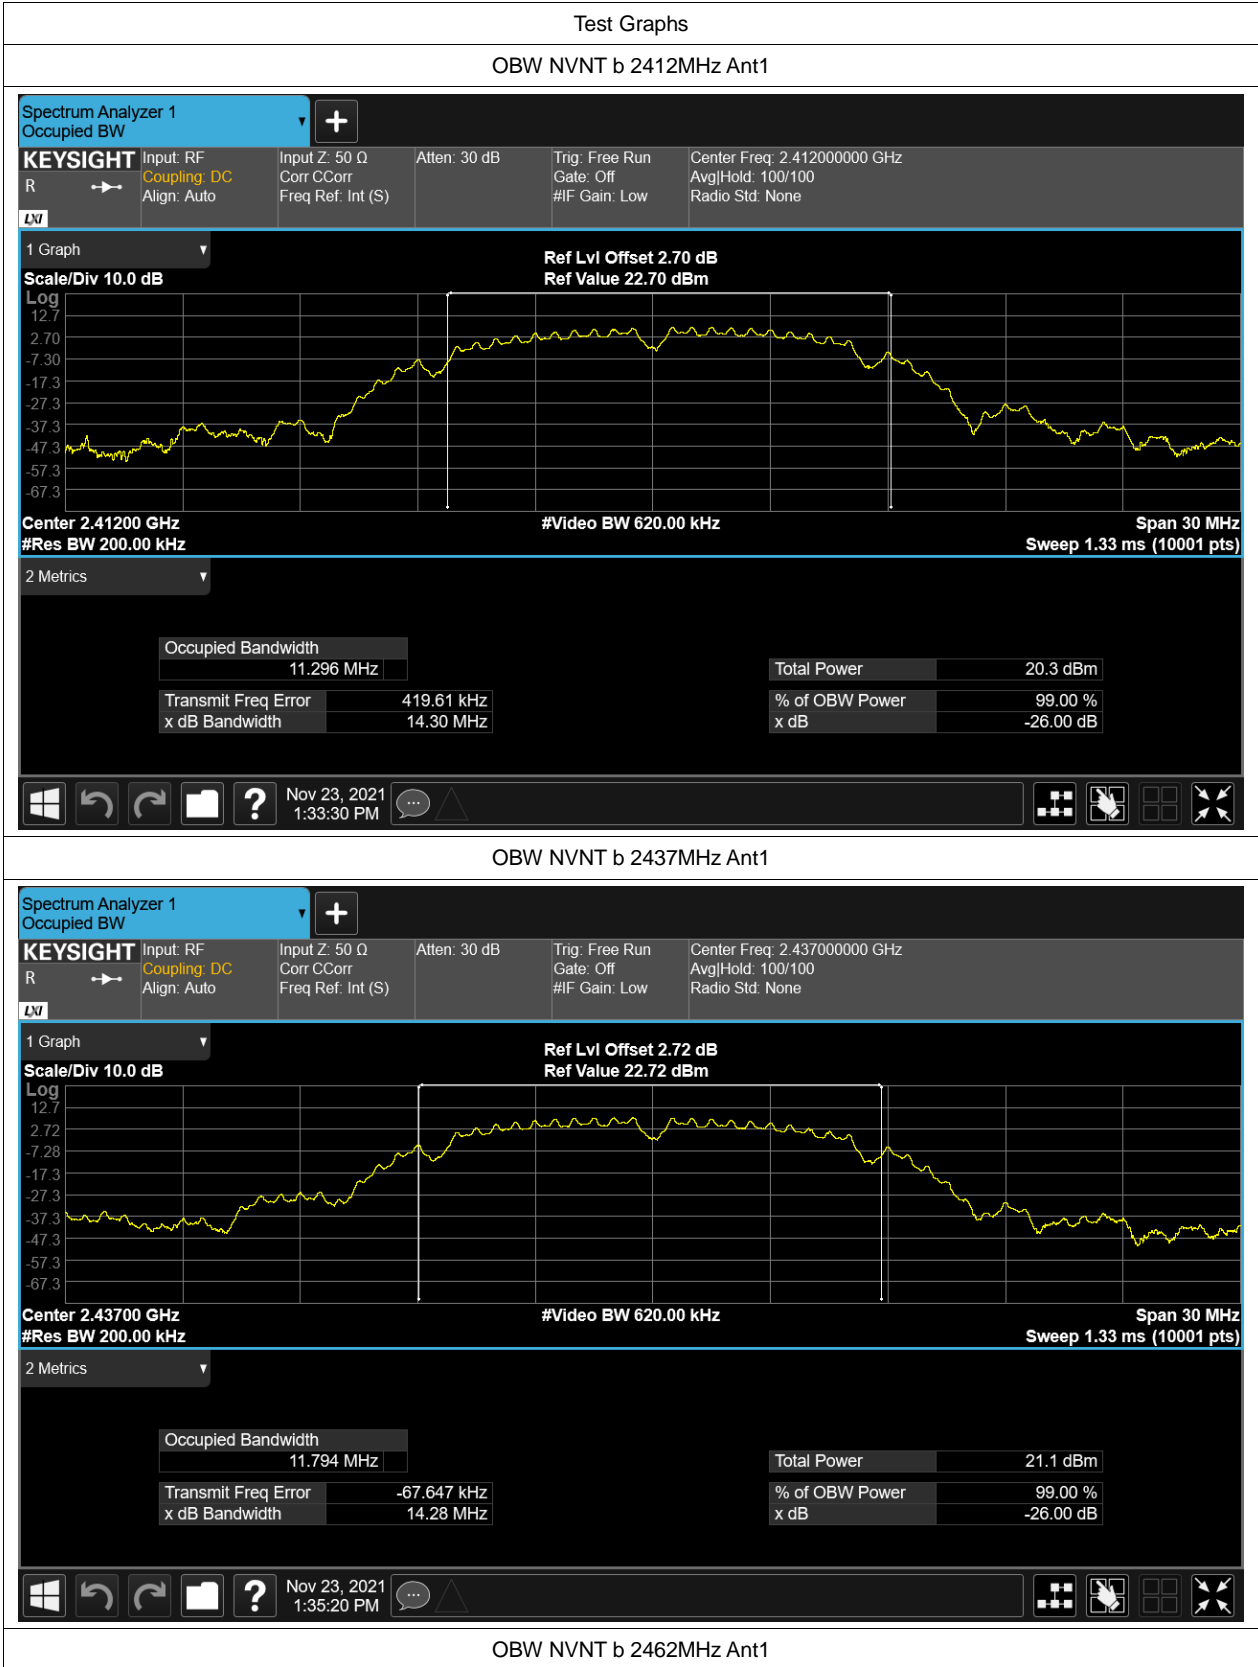 Test Graphs
OBW NVNT b 2412MHz Ant1
Spectrum Analyzer 1
Occupied BW
KEYSIGHT Input: RF Input Z: 50 Ω Atten: 30 dB Trig: Free Run Center Freq: 2.412000000 GHz
R Coupling: DC Corr CCorr Gate: Off Avg|Hold: 100/100
Align: Auto Freq Ref: Int (S) #IF Gain: Low Radio Std: None
LXI
1 Graph
Ref Lvl Offset 2.70 dB
Scale/Div 10.0 dB Ref Value 22.70 dBm
Log
12.7
2.70
-7.30
-17.3
-27.3
-37.3
-47.3
-57.3
-67.3
Center 2.41200 GHz #Video BW 620.00 kHz Span 30 MHz
#Res BW 200.00 kHz Sweep 1.33 ms (10001 pts)
2 Metrics
Occupied Bandwidth
11.296 MHz Total Power 20.3 dBm
Transmit Freq Error 419.61 kHz % of OBW Power 99.00 %
x dB Bandwidth 14.30 MHz x dB -26.00 dB
? Nov 23, 2021
1:33:30 PM
OBW NVNT b 2437MHz Ant1
Spectrum Analyzer 1
Occupied BW
KEYSIGHT Input: RF Input Z: 50 Ω Atten: 30 dB Trig: Free Run Center Freq: 2.437000000 GHz
R Coupling: DC Corr CCorr Gate: Off Avg|Hold: 100/100
Align: Auto Freq Ref: Int (S) #IF Gain: Low Radio Std: None
LXI
1 Graph
Ref Lvl Offset 2.72 dB
Scale/Div 10.0 dB Ref Value 22.72 dBm
Log
12.7
2.72
-7.28
-17.3
-27.3
-37.3
-47.3
-57.3
-67.3
Center 2.43700 GHz #Video BW 620.00 kHz Span 30 MHz
#Res BW 200.00 kHz Sweep 1.33 ms (10001 pts)
2 Metrics
Occupied Bandwidth
11.794 MHz Total Power 21.1 dBm
Transmit Freq Error -67.647 kHz % of OBW Power 99.00 %
x dB Bandwidth 14.28 MHz x dB -26.00 dB
? Nov 23, 2021
1:35:20 PM
OBW NVNT b 2462MHz Ant1